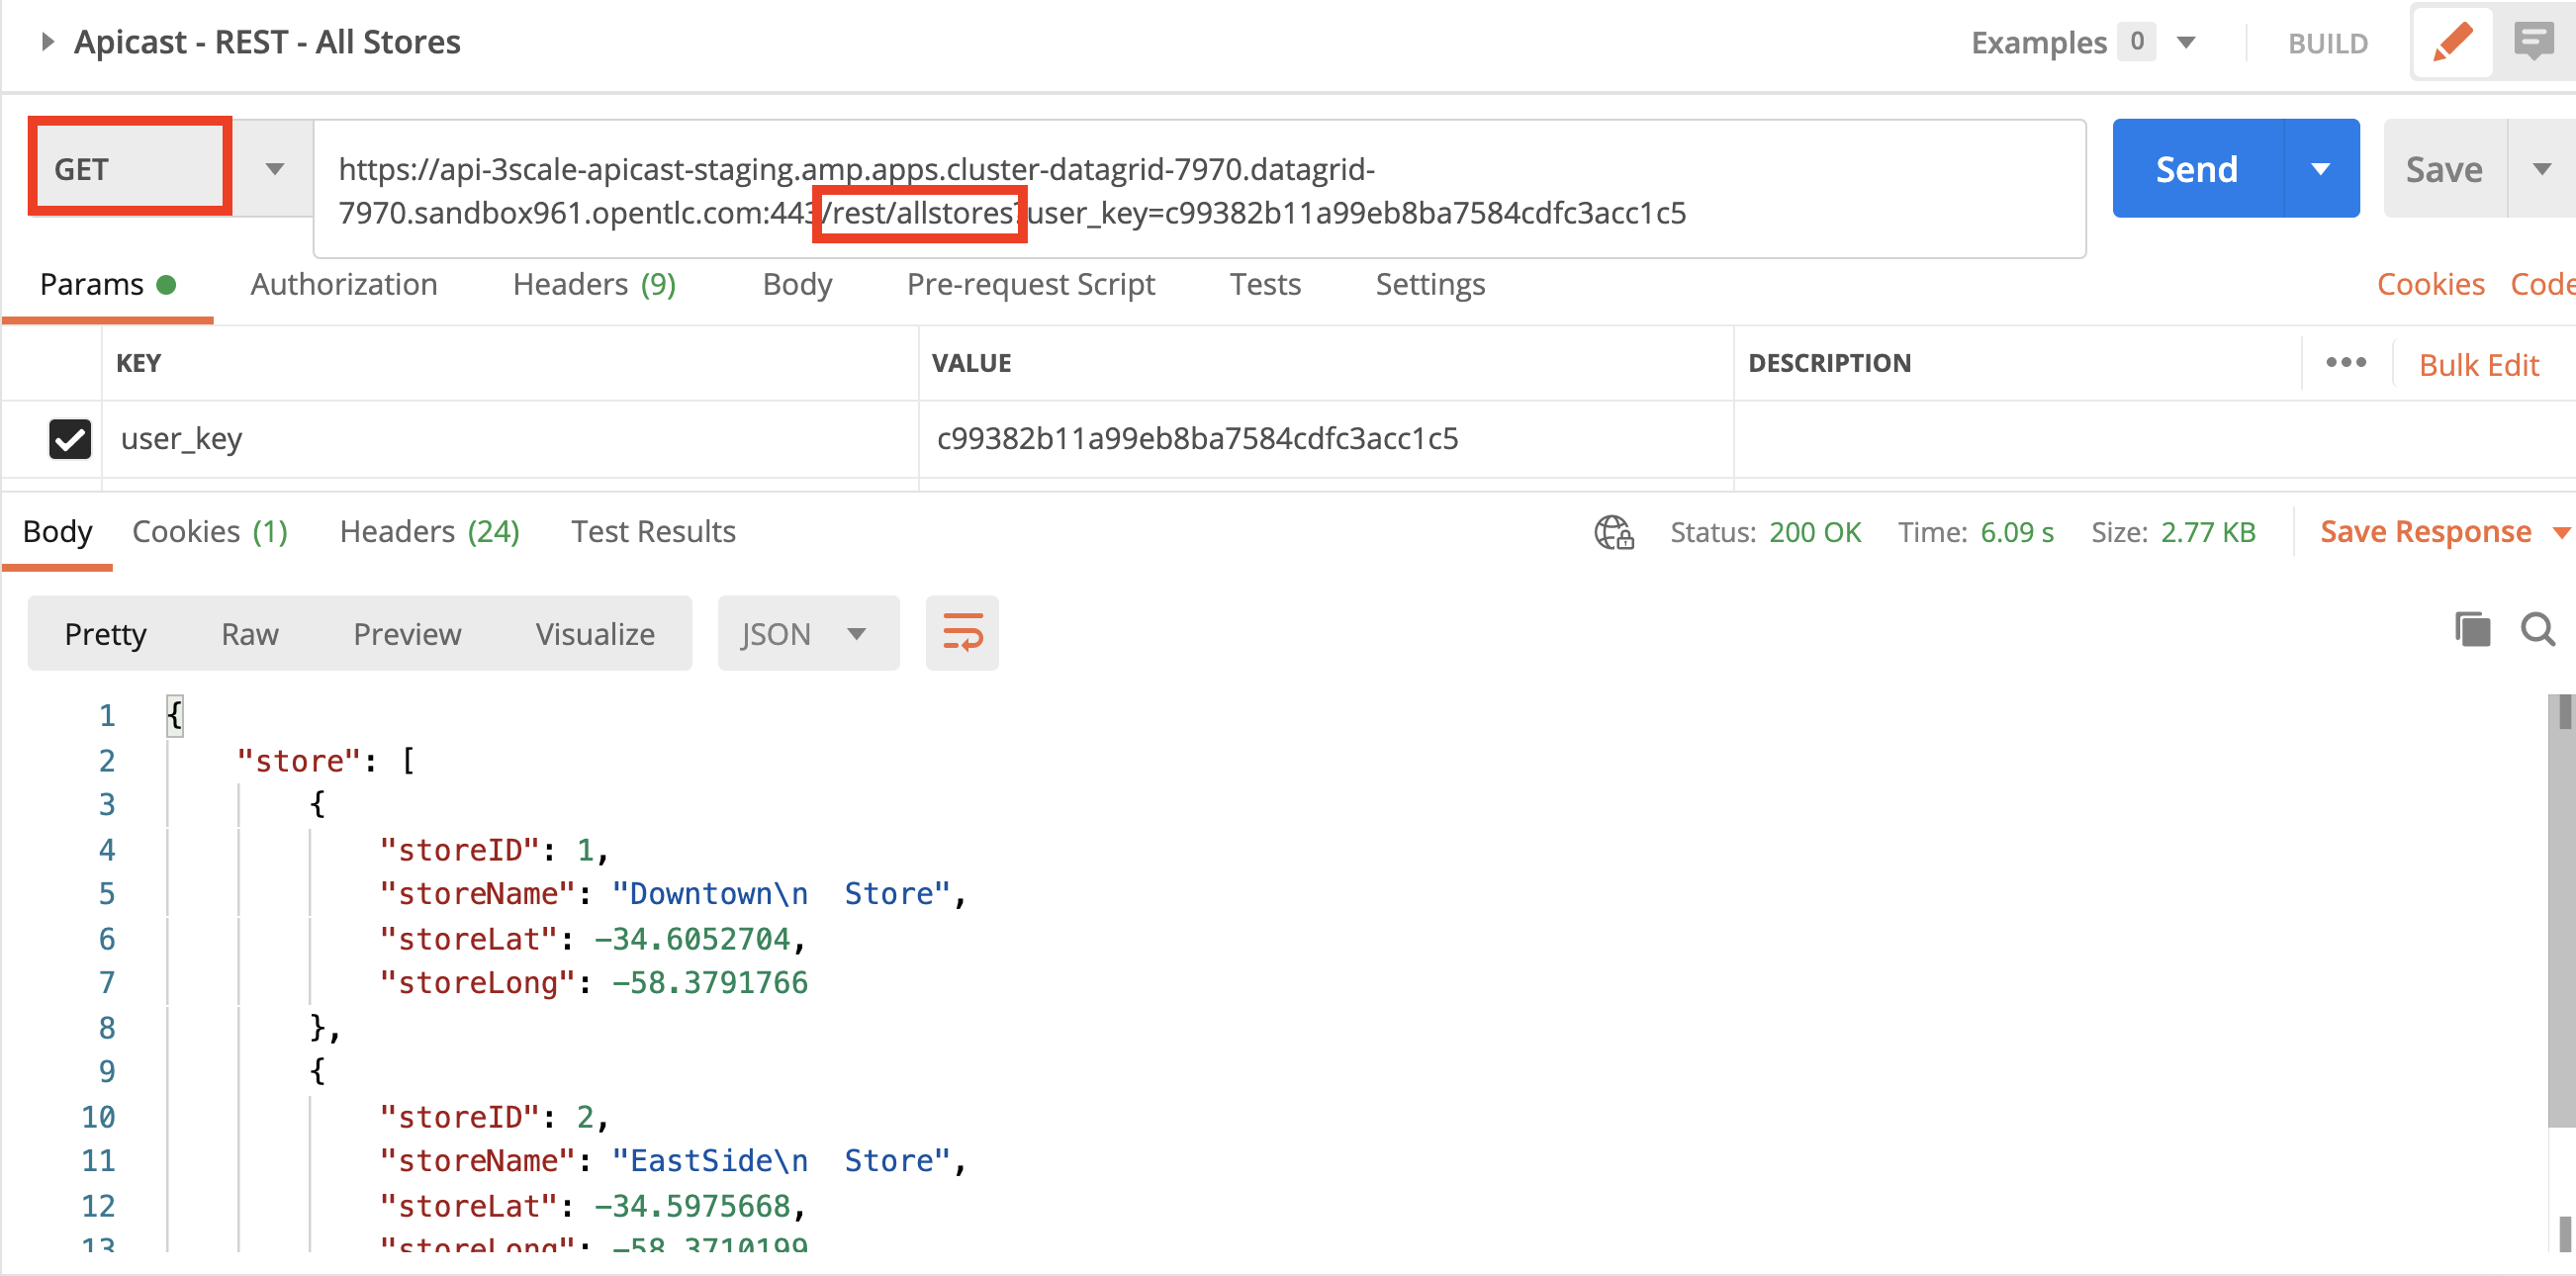 Apicast - REST - All Stores
Examples 0
BUILD
GET
https://api-3scale-apicast-staging.amp.apps.cluster-datagrid-7970.datagrid-
7970.sandbox961.opentlc.com:443/rest/allstores?user_key=c99382b11a99eb8ba7584cdfc3acc1c5
Send
Save
Params Authorization Headers (9) Body Pre-request Script Tests Settings Cookies Code
KEY VALUE DESCRIPTION ••• Bulk Edit
user_key c99382b11a99eb8ba7584cdfc3acc1c5
Body Cookies (1) Headers (24) Test Results Status: 200 OK Time: 6.09 s Size: 2.77 KB Save Response
Pretty Raw Preview Visualize JSON
1 {
2 "store": [
3 {
4 "storeID": 1,
5 "storeName": "Downtown\n  Store",
6 "storeLat": -34.6052704,
7 "storeLong": -58.3791766
8 },
9 {
10 "storeID": 2,
11 "storeName": "EastSide\n  Store",
12 "storeLat": -34.5975668,
13 "storeLong": -58.3710199